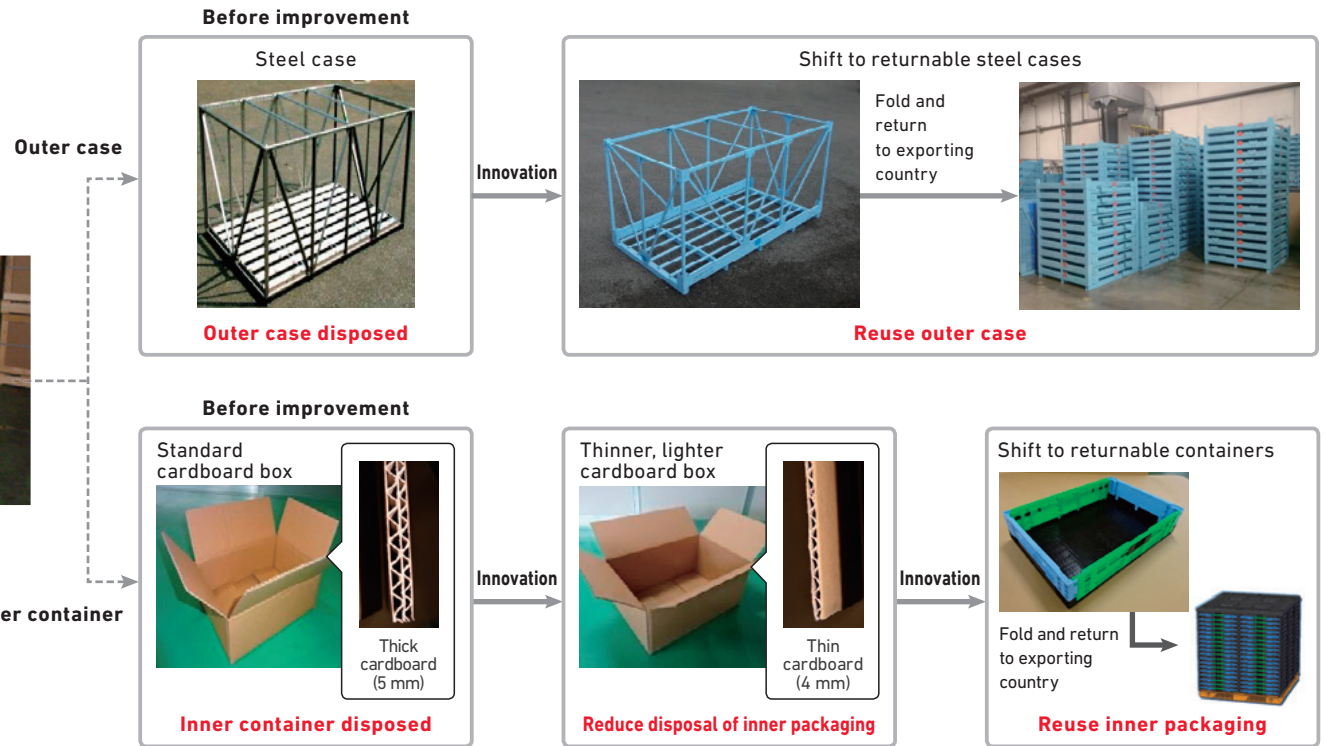 Before improvement
Steel case
Outer case
Outer case disposed
Innovation
Shift to returnable steel cases
Fold and
return
to exporting
country
Reuse outer case
Before improvement
er container
Standard
cardboard box
Thick
cardboard
(5 mm)
Inner container disposed
Innovation
Thinner, lighter
cardboard box
Thin
cardboard
(4 mm)
Reduce disposal of inner packaging
Innovation
Shift to returnable containers
Fold and return
to exporting
country
Reuse inner packaging